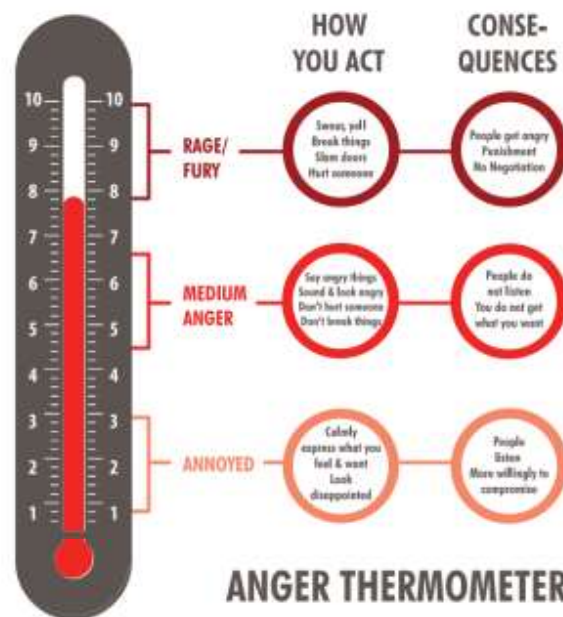 HOW
YOU ACT
CONSE-
QUENCES
10 10
9 9
8 8
7 7
6 6
5 5
4 4
3 3
2 2
1 1
RAGE/
FURY
Swear, yell
Break things
Slam doors
Hurt someone
People get angry
Punishment
No Negotiation
MEDIUM
ANGER
Say angry things
Sound & look angry
Don't hurt someone
Don't break things
People do
not listen
You do not get
what you want
ANNOYED
Calmly
express what you
feel & want
Look
disappointed
People
listen
More willingly to
compromise
ANGER THERMOMETER